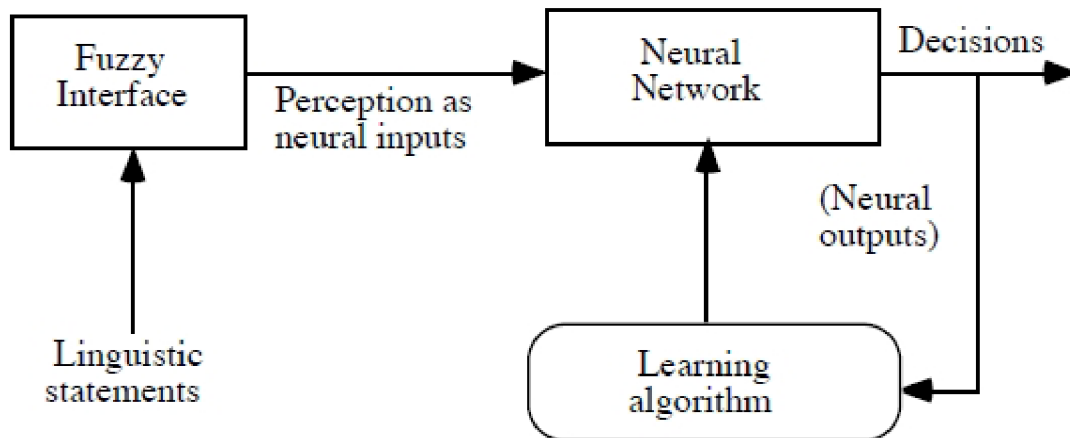 Fuzzy
Interface
Perception as
neural inputs
Neural
Network
Decisions
(Neural
outputs)
Linguistic
statements
Learning
algorithm